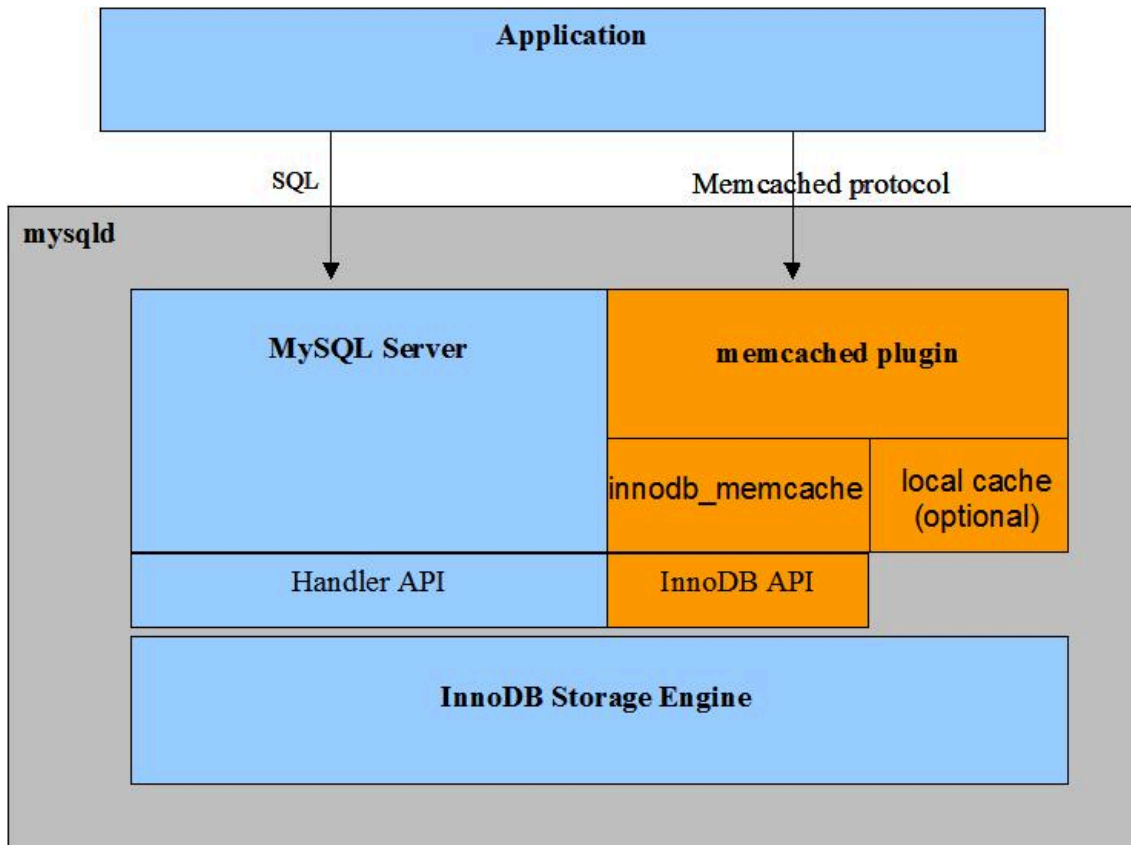 Application
SQL
Memcached protocol
mysqld
MySQL Server
memcached plugin
innodb_memcache
local cache
(optional)
Handler API
InnoDB API
InnoDB Storage Engine